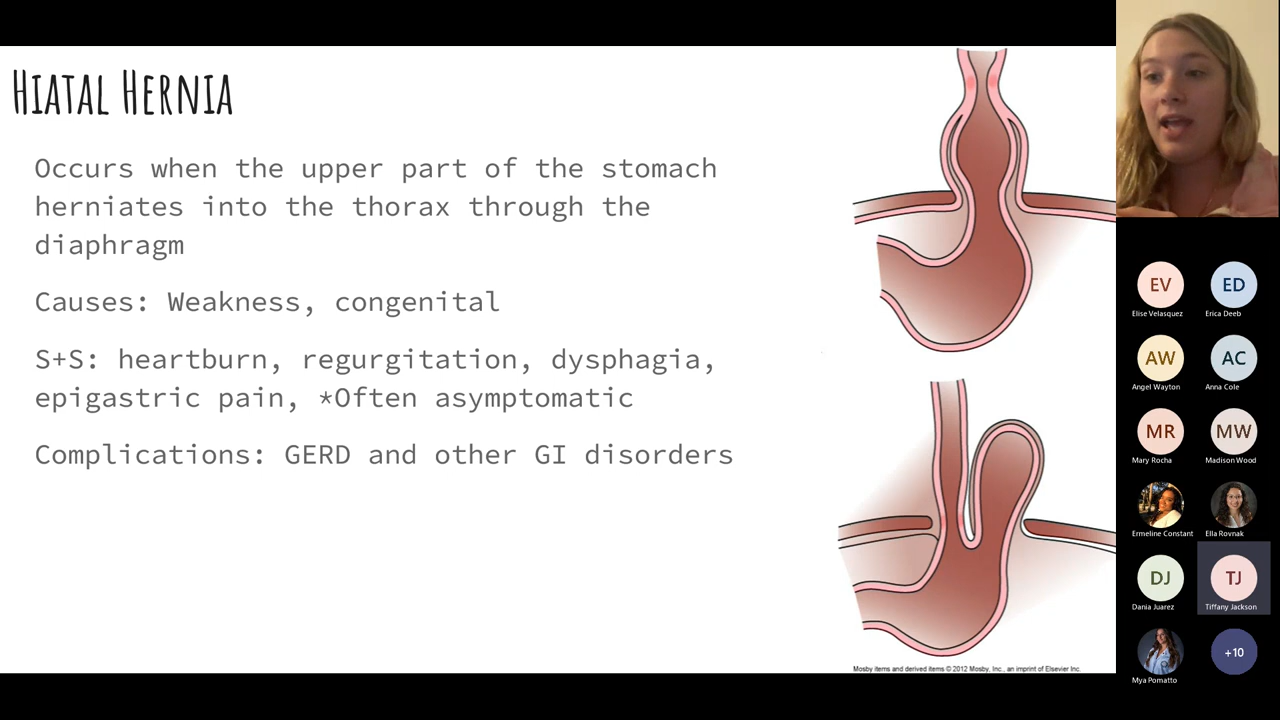 HIATAL HERNIA
Occurs when the upper part of the stomach
herniates into the thorax through the
diaphragm
Causes: Weakness, congenital
S+S: heartburn, regurgitation, dysphagia,
epigastric pain, *Often asymptomatic
Complications: GERD and other GI disorders
Mosby items and derived items © 2012 Mosby, Inc., an imprint of Elsevier Inc.
EV
ED
Elise Velasquez
Erica Deeb
AW
AC
Angel Wayton
Anna Cole
MR
MW
Mary Rocha
Madison Wood
Ermeline Constant
Ella Rovnak
DJ
TJ
Dania Juarez
Tiffany Jackson
+10
Mya Pomatto